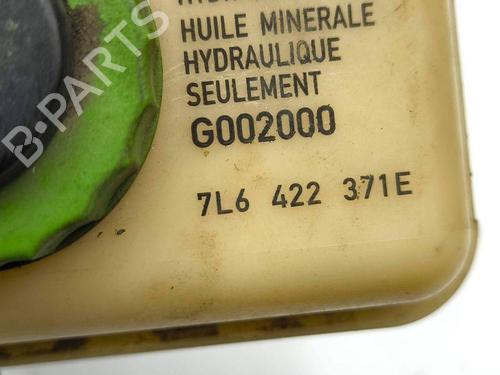 HUILE MINERALE
HYDRAULIQUE
SEULEMENT
G002000
7L6 422 371E
B-PARTS